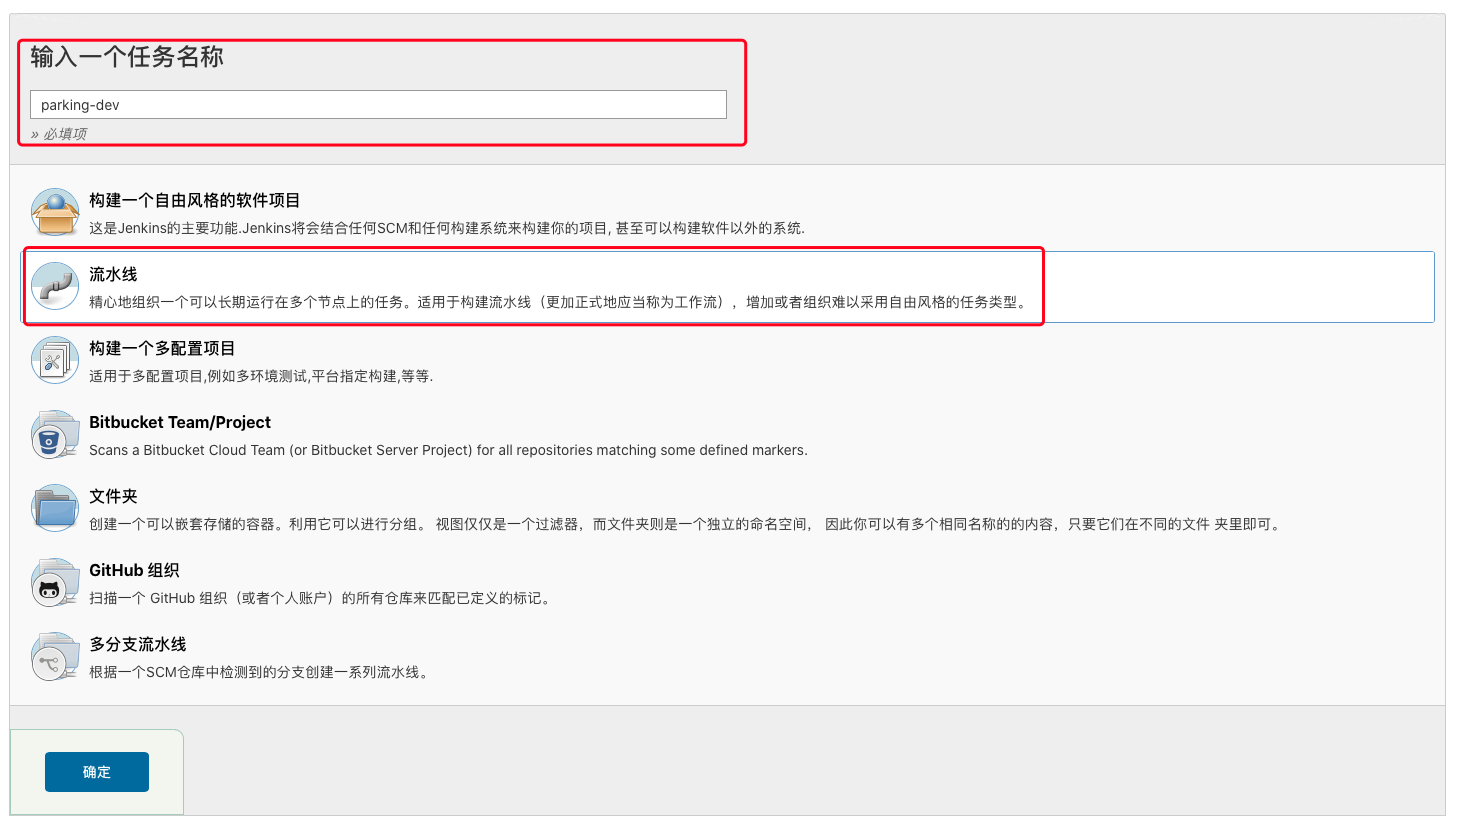 输入一个任务名称
parking-dev
» 必填项
构建一个自由风格的软件项目
这是Jenkins的主要功能.Jenkins将会结合任何SCM和任何构建系统来构建你的项目, 甚至可以构建软件以外的系统.
流水线
精心地组织一个可以长期运行在多个节点上的任务。适用于构建流水线（更加正式地应当称为工作流），增加或者组织难以采用自由风格的任务类型。
构建一个多配置项目
适用于多配置项目,例如多环境测试,平台指定构建,等等.
Bitbucket Team/Project
Scans a Bitbucket Cloud Team (or Bitbucket Server Project) for all repositories matching some defined markers.
文件夹
创建一个可以嵌套存储的容器。利用它可以进行分组。 视图仅仅是一个过滤器，而文件夹则是一个独立的命名空间， 因此你可以有多个相同名称的的内容，只要它们在不同的文件 夹里即可。
GitHub 组织
扫描一个 GitHub 组织（或者个人账户）的所有仓库来匹配已定义的标记。
多分支流水线
根据一个SCM仓库中检测到的分支创建一系列流水线。
确定